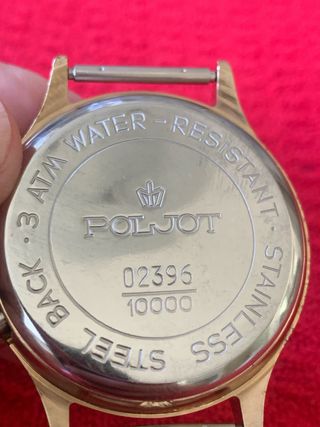 3 ATM WATER-RESISTANT · STAINLESS STEEL BACK ·
POLJOT
02396
10000